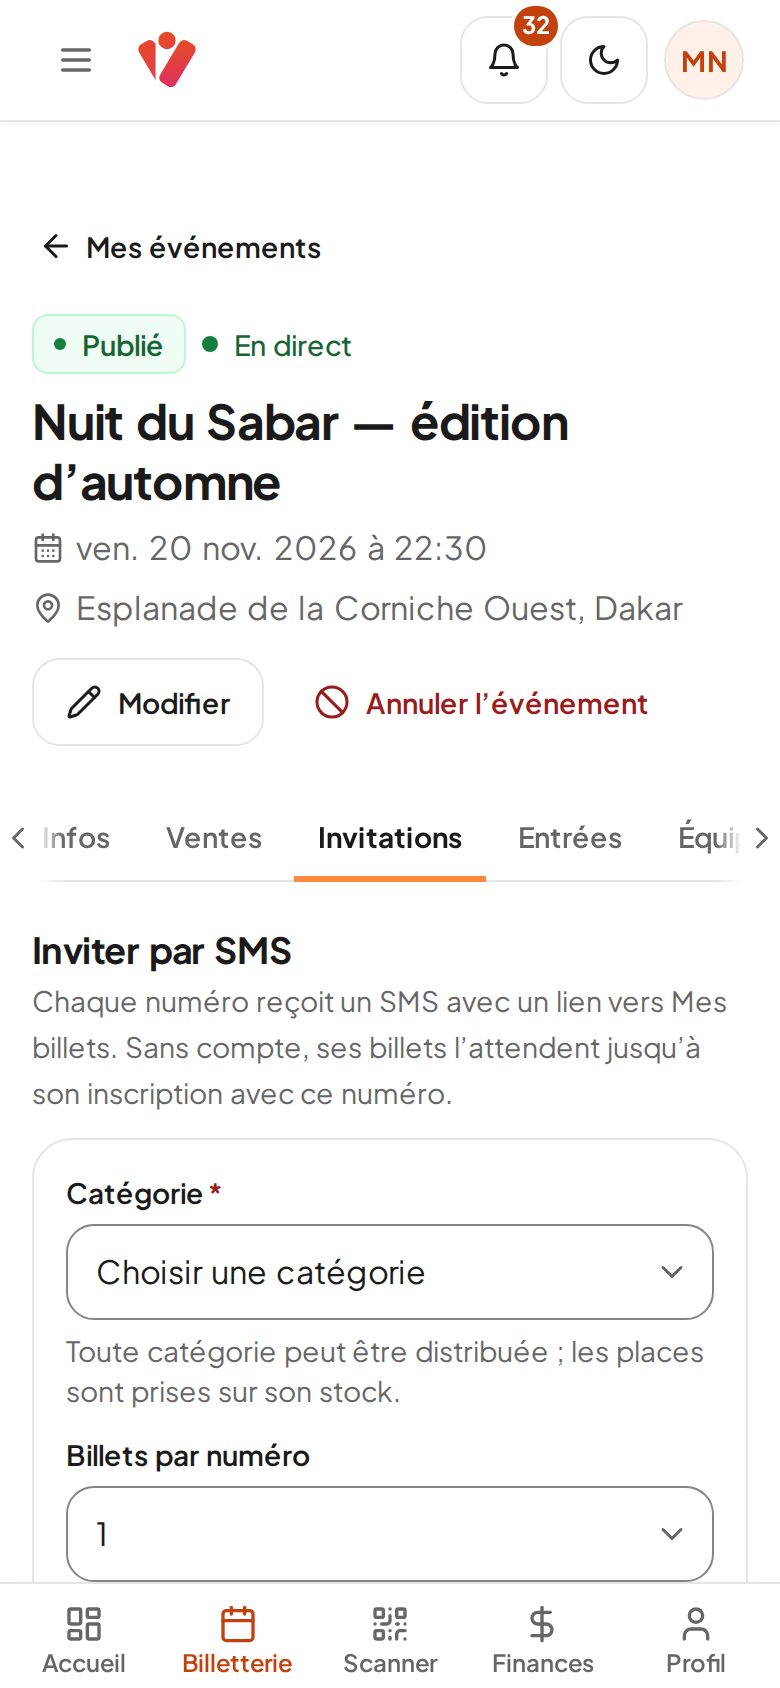 32
MN
Mes événements
Publié
En direct
Nuit du Sabar — édition
d’automne
ven. 20 nov. 2026 à 22:30
Esplanade de la Corniche Ouest, Dakar
Modifier
Annuler l’événement
Infos
Ventes
Invitations
Entrées
Équi
Inviter par SMS
Chaque numéro reçoit un SMS avec un lien vers Mes
billets. Sans compte, ses billets l’attendent jusqu’à
son inscription avec ce numéro.
Catégorie *
Choisir une catégorie
Toute catégorie peut être distribuée ; les places
sont prises sur son stock.
Billets par numéro
1
Accueil
Billetterie
Scanner
Finances
Profil